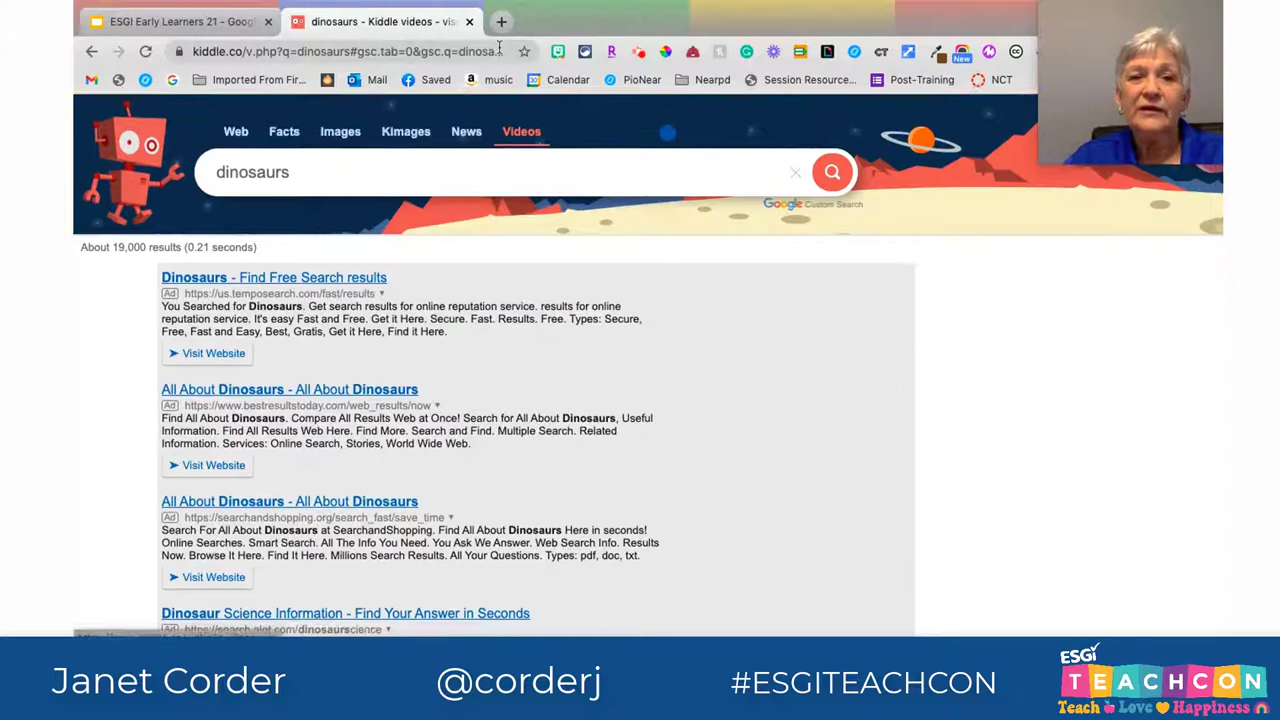 ESGI Early Learners 21 - Goog
dinosaurs - Kiddle videos - vis
kiddle.co/v.php?q=dinosaurs#gsc.tab=0&gsc.q=dinosa
New
Imported From Fir...
Mail
Saved
music
Calendar
PioNear
Nearpd
Session Resource...
Post-Training
NCT
Web Facts Images Kimages News Videos
dinosaurs
Google Custom Search
About 19,000 results (0.21 seconds)
Dinosaurs - Find Free Search results
Ad https://us.temposearch.com/fast/results
You Searched for Dinosaurs. Get search results for online reputation service. results for online
reputation service. It's easy Fast and Free. Get it Here. Secure. Fast. Results. Free. Types: Secure,
Free, Fast and Easy, Best, Gratis, Get it Here, Find it Here.
Visit Website
All About Dinosaurs - All About Dinosaurs
Ad https://www.bestresultstoday.com/web_results/now
Find All About Dinosaurs. Compare All Results Web at Once! Search for All About Dinosaurs, Useful
Information. Find All Results Web Here. Find More. Search and Find. Multiple Search. Related
Information. Services: Online Search, Stories, World Wide Web.
Visit Website
All About Dinosaurs - All About Dinosaurs
Ad https://searchandshopping.org/search_fast/save_time
Search For All About Dinosaurs at SearchandShopping. Find All About Dinosaurs Here in seconds!
Online Searches. Smart Search. All The Info You Need. You Ask We Answer. Web Search Info. Results
Now. Browse It Here. Find It Here. Millions Search Results. All Your Questions. Types: pdf, doc, txt.
Visit Website
Dinosaur Science Information - Find Your Answer in Seconds
Janet Corder
@corderj
#ESGITEACHCON
ESGI
TEACHCON
Teach Love Happiness